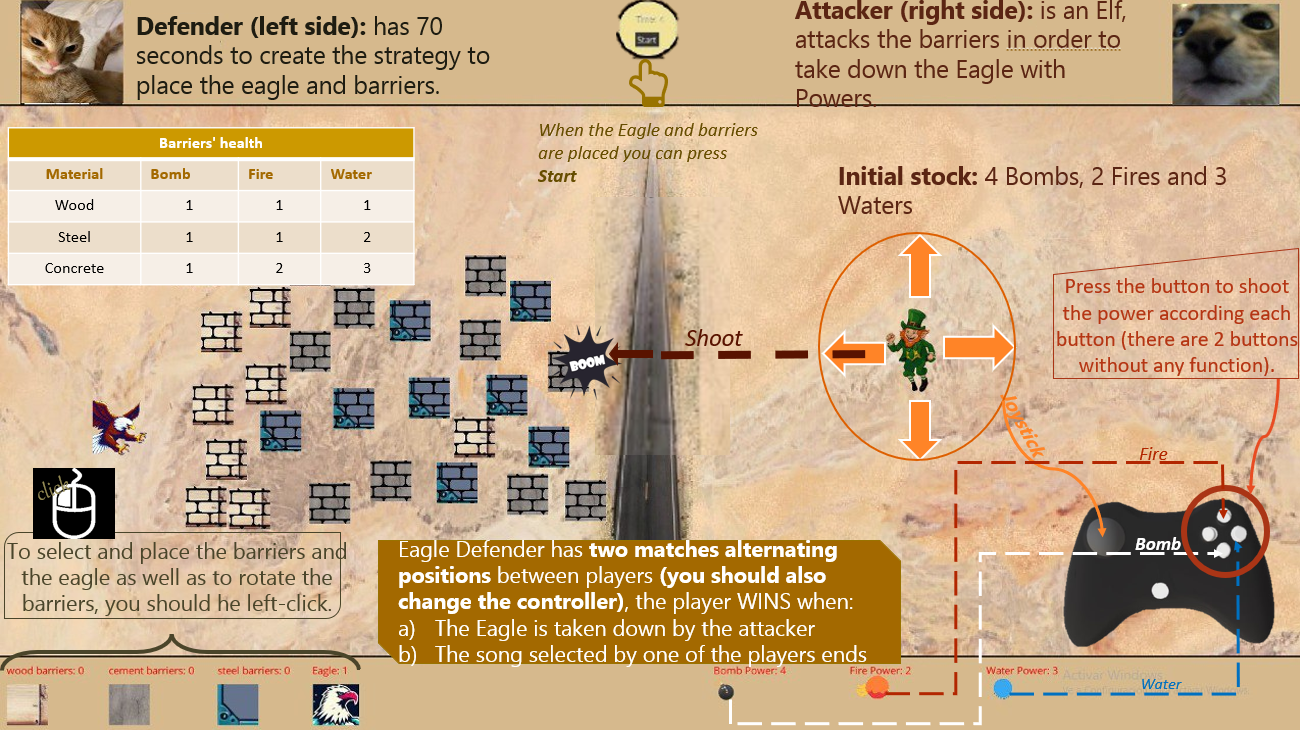 Defender (left side): has 70
seconds to create the strategy to
place the eagle and barriers.
Time: 4
Start
Attacker (right side): is an Elf,
attacks the barriers in order to
take down the Eagle with
Powers.
When the Eagle and barriers
are placed you can press
Start
Barriers' health
Material Bomb Fire Water
Wood 1 1 1
Steel 1 1 2
Concrete 1 2 3
Initial stock: 4 Bombs, 2 Fires and 3
Waters
Press the button to shoot
the power according each
button (there are 2 buttons
without any function).
Shoot
BOOM
Joystick
Fire
Bomb
Water
click
To select and place the barriers and
the eagle as well as to rotate the
barriers, you should he left-click.
Eagle Defender has two matches alternating
positions between players (you should also
change the controller), the player WINS when:
a) The Eagle is taken down by the attacker
b) The song selected by one of the players ends
wood barriers: 0 cement barriers: 0 steel barriers: 0 Eagle: 1
Bomb Power: 4 Fire Power: 2 Water Power: 3
Activar Windows